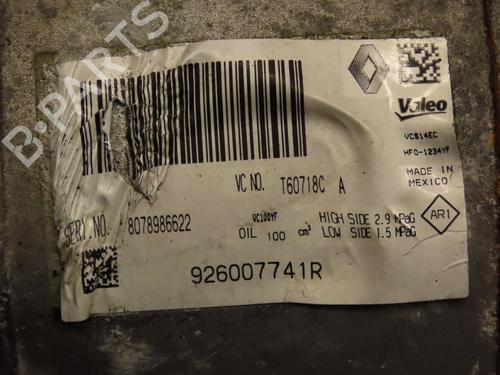 B-PARTS
Valeo
VCS14EC
HFO-1234YF
MADE IN
MEXICO
VC NO. T60718C A
SERI. NO. 8078986622
VC100YF
OIL 100 cm³
HIGH SIDE 2.9 MPaG
LOW SIDE 1.5 MPaG
AR1
926007741R